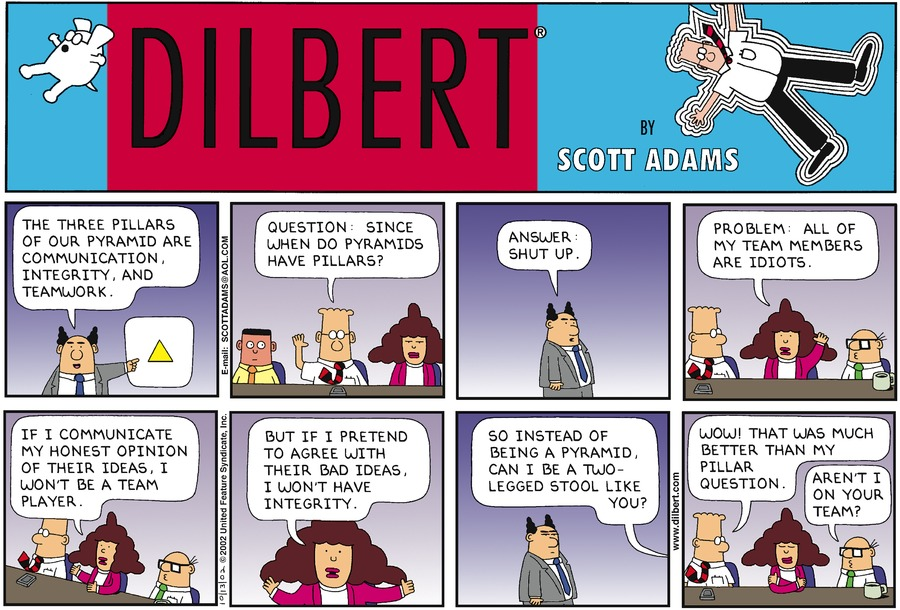 DILBERT®
BY
SCOTT ADAMS
THE THREE PILLARS
OF OUR PYRAMID ARE
COMMUNICATION,
INTEGRITY, AND
TEAMWORK.
E-mail: SCOTTADAMS@AOL.COM
QUESTION: SINCE
WHEN DO PYRAMIDS
HAVE PILLARS?
ANSWER:
SHUT UP.
PROBLEM: ALL OF
MY TEAM MEMBERS
ARE IDIOTS.
IF I COMMUNICATE
MY HONEST OPINION
OF THEIR IDEAS, I
WON'T BE A TEAM
PLAYER.
10/13/02 © 2002 United Feature Syndicate, Inc.
BUT IF I PRETEND
TO AGREE WITH
THEIR BAD IDEAS,
I WON'T HAVE
INTEGRITY.
SO INSTEAD OF
BEING A PYRAMID,
CAN I BE A TWO-
LEGGED STOOL LIKE
YOU?
www.dilbert.com
WOW! THAT WAS MUCH
BETTER THAN MY
PILLAR
QUESTION.
AREN'T I
ON YOUR
TEAM?